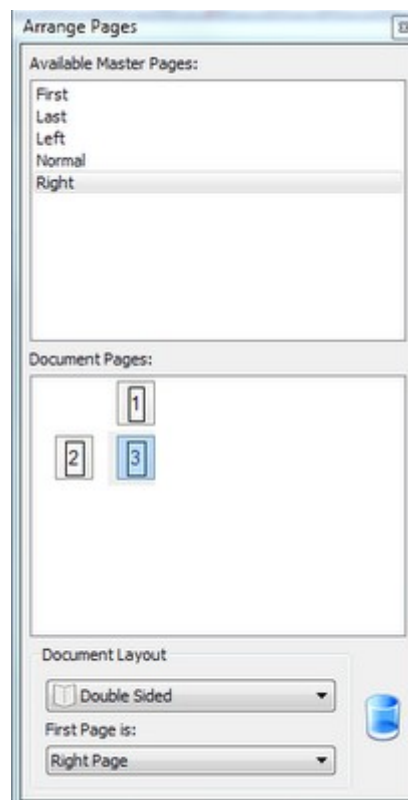 Arrange Pages
Available Master Pages:
First
Last
Left
Normal
Right
Document Pages:
1
2 3
Document Layout
Double Sided
First Page is:
Right Page